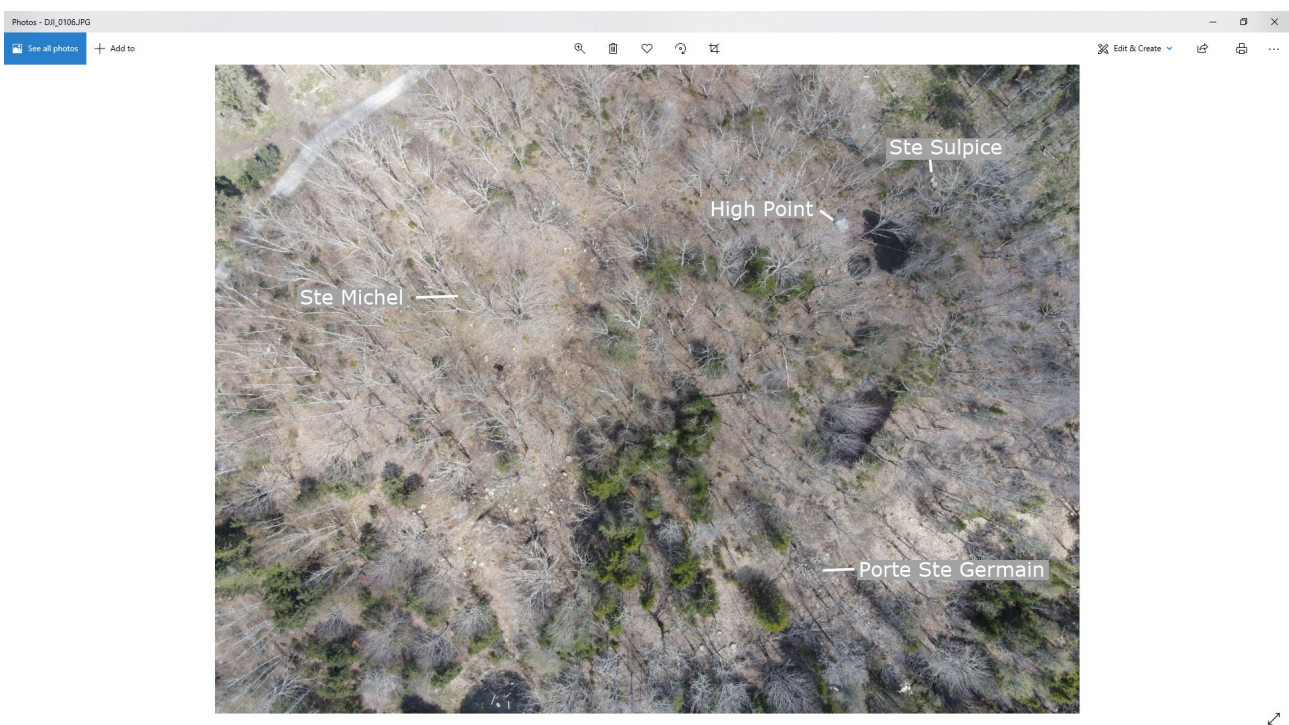 Photos - DJI_0106.JPG
See all photos
Add to
Edit & Create
Ste Sulpice
High Point
Ste Michel
Porte Ste Germain